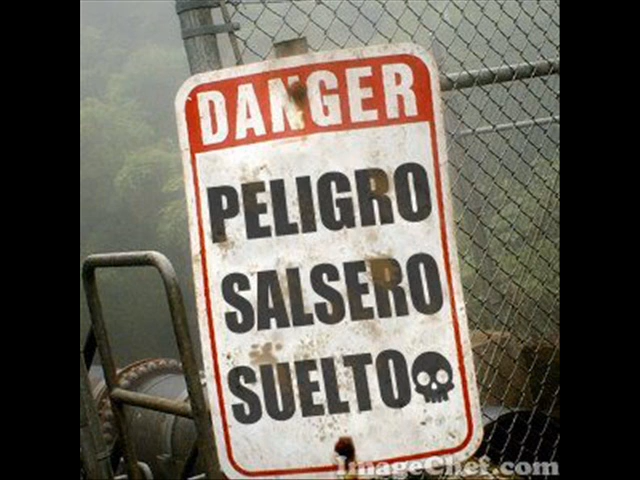 DANGER
PELIGRO
SALSERO
SUELTO
ImageChef.com